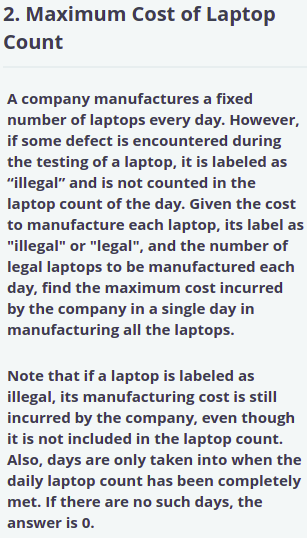 2. Maximum Cost of Laptop
Count
A company manufactures a fixed
number of laptops every day. However,
if some defect is encountered during
the testing of a laptop, it is labeled as
“illegal” and is not counted in the
laptop count of the day. Given the cost
to manufacture each laptop, its label as
"illegal" or "legal", and the number of
legal laptops to be manufactured each
day, find the maximum cost incurred
by the company in a single day in
manufacturing all the laptops.
Note that if a laptop is labeled as
illegal, its manufacturing cost is still
incurred by the company, even though
it is not included in the laptop count.
Also, days are only taken into when the
daily laptop count has been completely
met. If there are no such days, the
answer is 0.